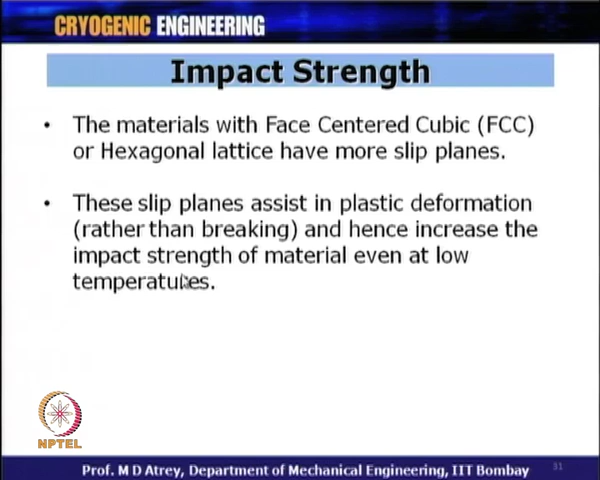 CRYOGENIC ENGINEERING
Impact Strength
• The materials with Face Centered Cubic (FCC)
or Hexagonal lattice have more slip planes.
• These slip planes assist in plastic deformation
(rather than breaking) and hence increase the
impact strength of material even at low
temperatures.
NPTEL
Prof. M D Atrey, Department of Mechanical Engineering, IIT Bombay
31